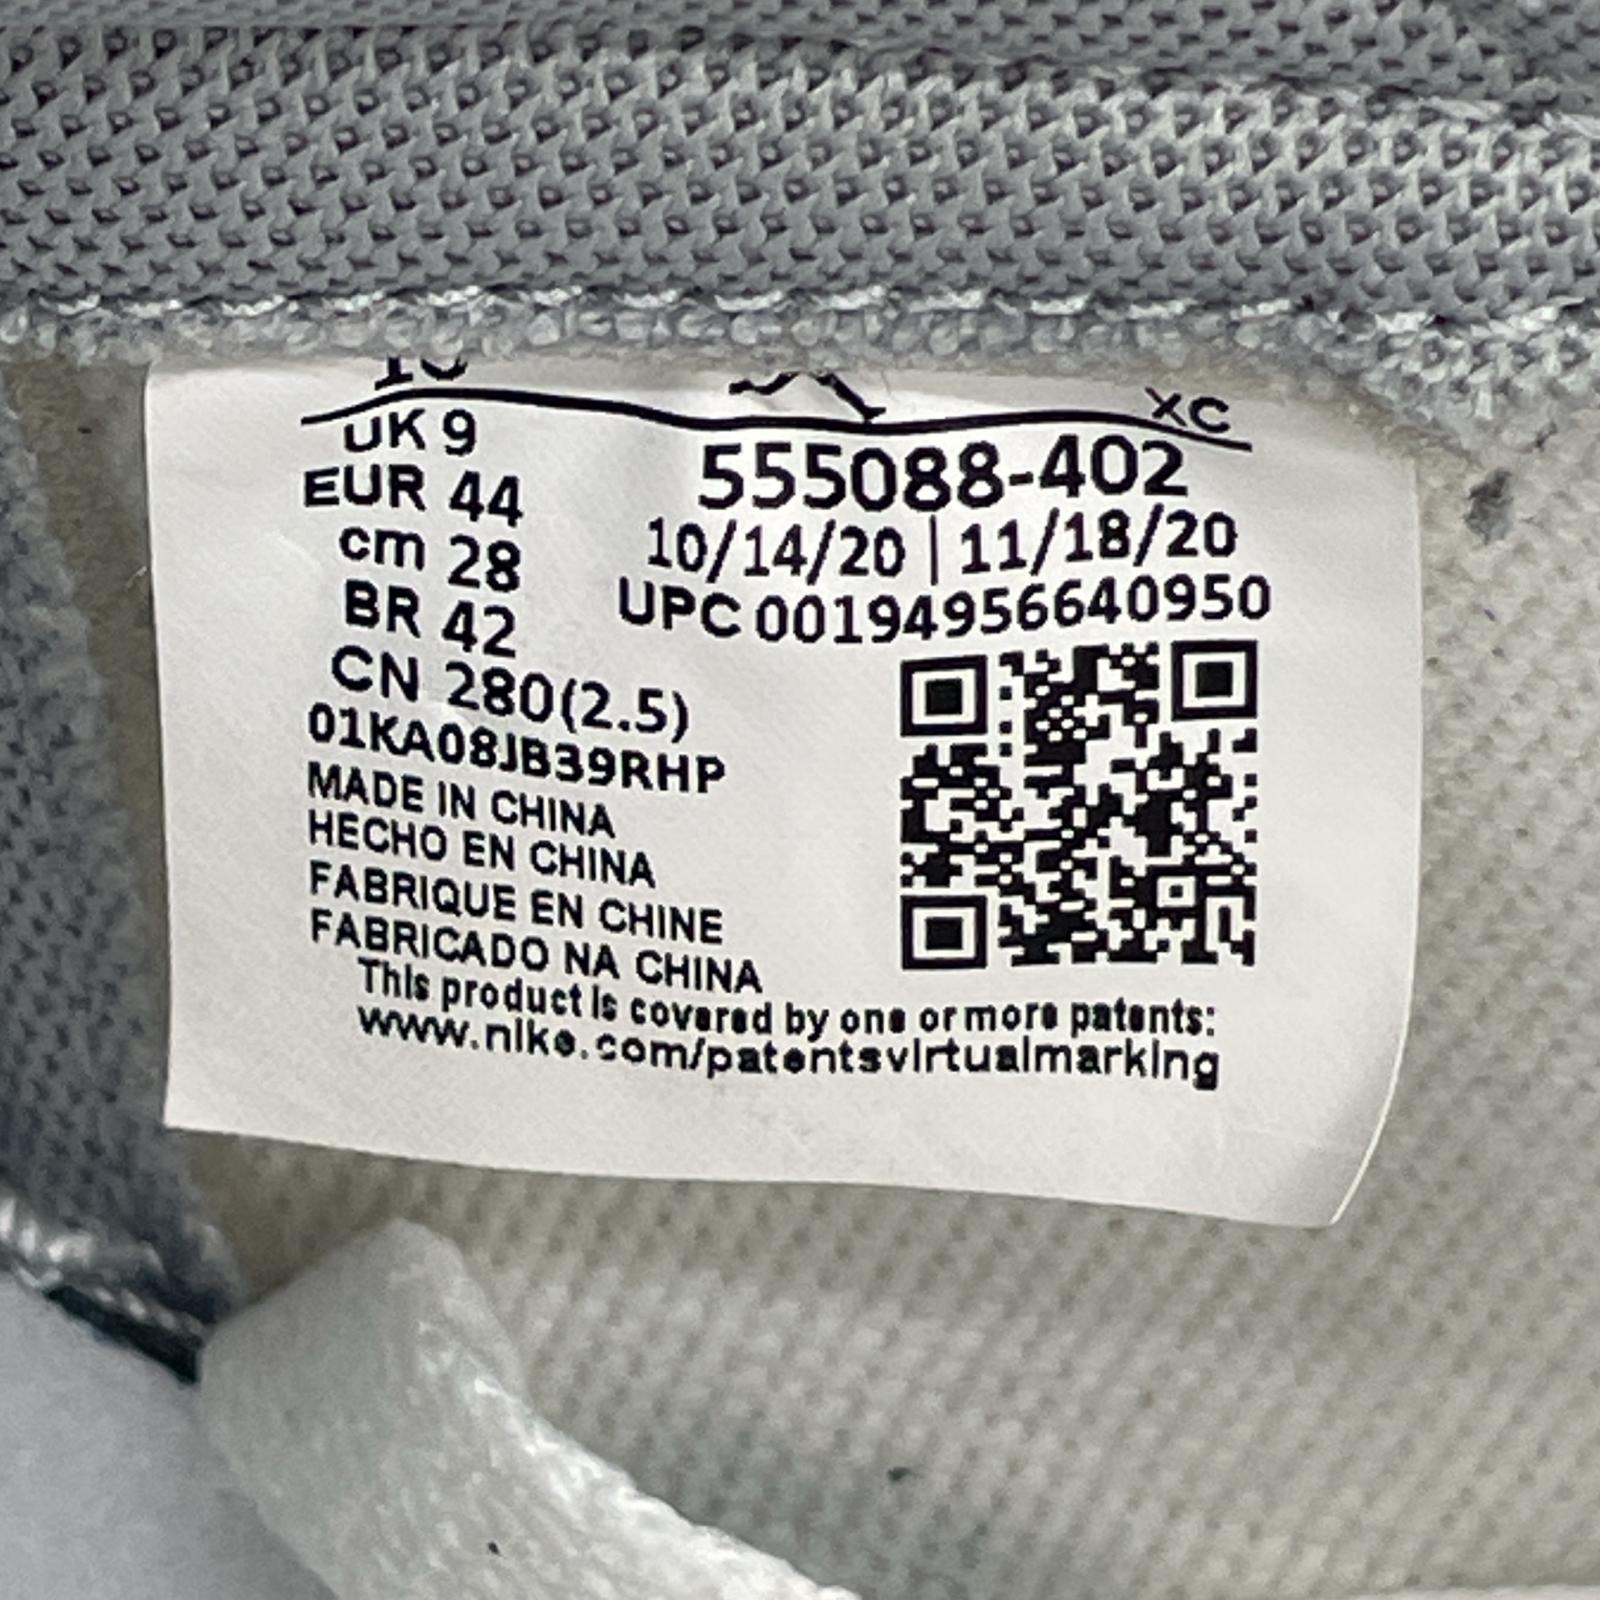 10
XC
UK 9
555088-402
EUR 44
10/14/20 | 11/18/20
cm 28
UPC 00194956640950
BR 42
CN 280(2.5)
01KA08JB39RHP
MADE IN CHINA
HECHO EN CHINA
FABRIQUE EN CHINE
FABRICADO NA CHINA
This product is covered by one or more patents:
www.nike.com/patentsvirtualmarking